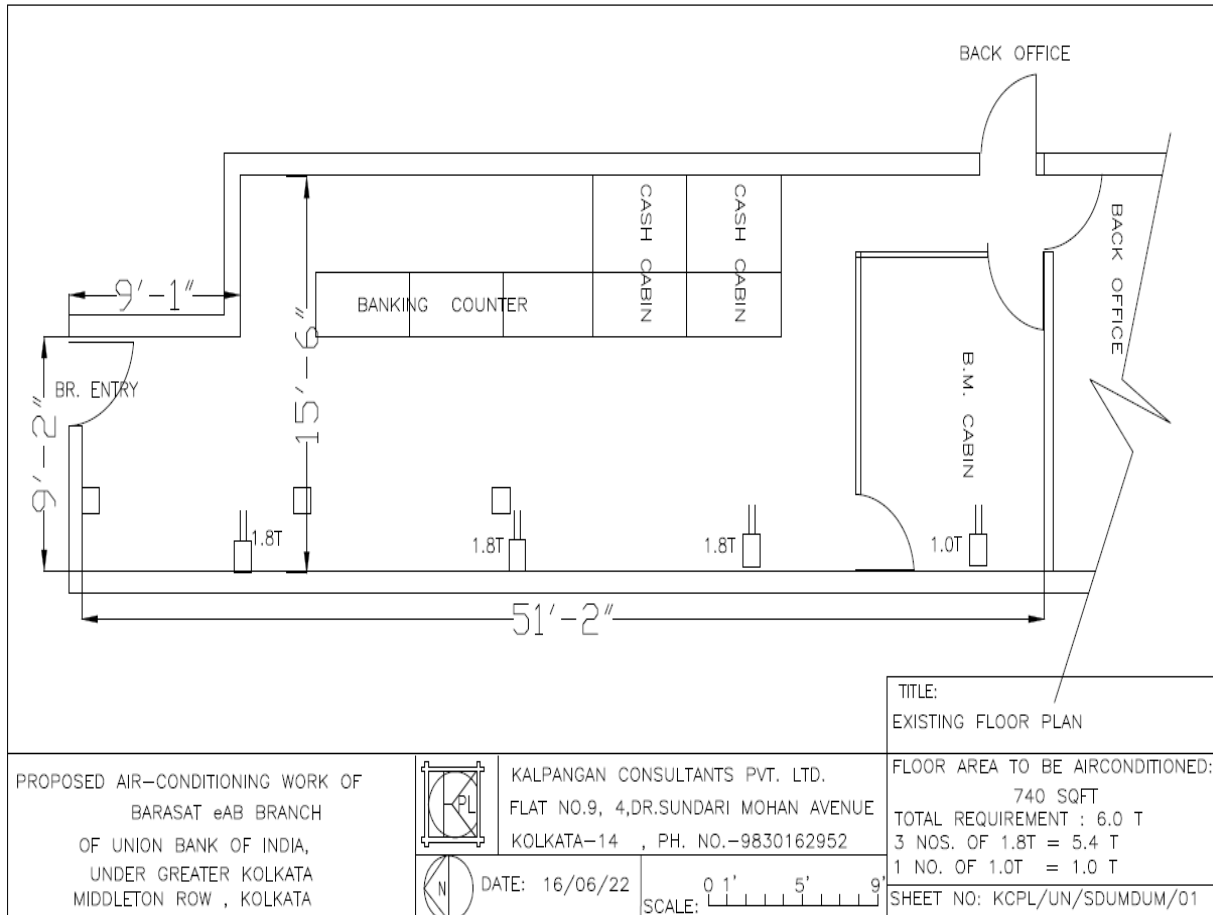 BACK OFFICE
CASH CABIN
CASH CABIN
BACK OFFICE
9'-1"
BANKING COUNTER
15'-6"
BR. ENTRY
9'-2"
B.M. CABIN
1.8T
1.8T
1.8T
1.0T
51'-2"
TITLE:
EXISTING FLOOR PLAN
PROPOSED AIR-CONDITIONING WORK OF
BARASAT eAB BRANCH
OF UNION BANK OF INDIA,
UNDER GREATER KOLKATA
MIDDLETON ROW , KOLKATA
PL
KALPANGAN CONSULTANTS PVT. LTD.
FLAT NO.9, 4,DR.SUNDARI MOHAN AVENUE
KOLKATA-14 , PH. NO.-9830162952
N
DATE: 16/06/22
SCALE:
0 1' 5' 9'
FLOOR AREA TO BE AIRCONDITIONED:
740 SQFT
TOTAL REQUIREMENT : 6.0 T
3 NOS. OF 1.8T = 5.4 T
1 NO. OF 1.0T = 1.0 T
SHEET NO: KCPL/UN/SDUMDUM/01